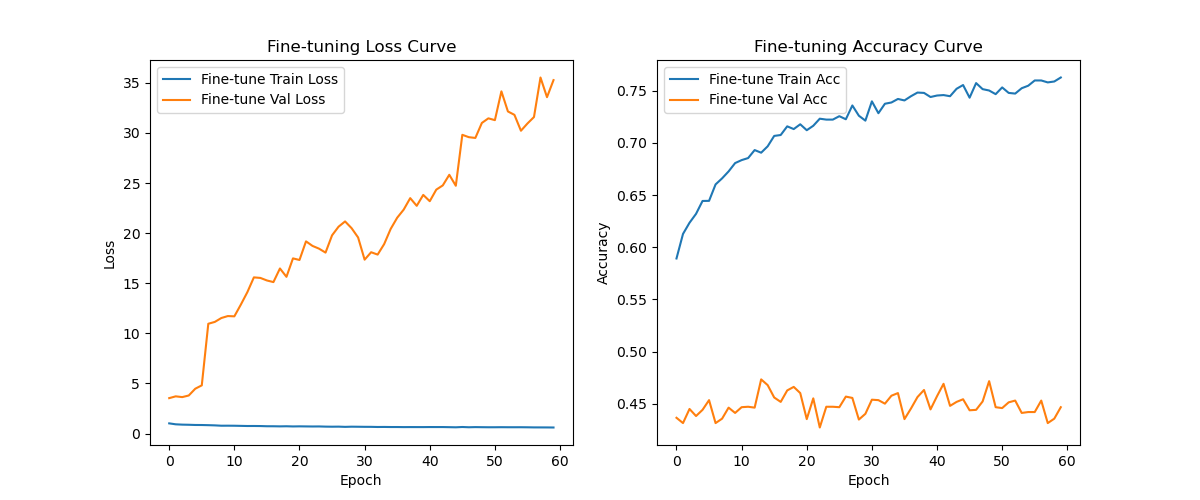 Fine-tuning Loss Curve
Fine-tune Train Loss
Fine-tune Val Loss
35
30
25
20
15
10
5
0
Loss
0 10 20 30 40 50 60
Epoch
Fine-tuning Accuracy Curve
Fine-tune Train Acc
Fine-tune Val Acc
0.75
0.70
0.65
0.60
0.55
0.50
0.45
Accuracy
0 10 20 30 40 50 60
Epoch